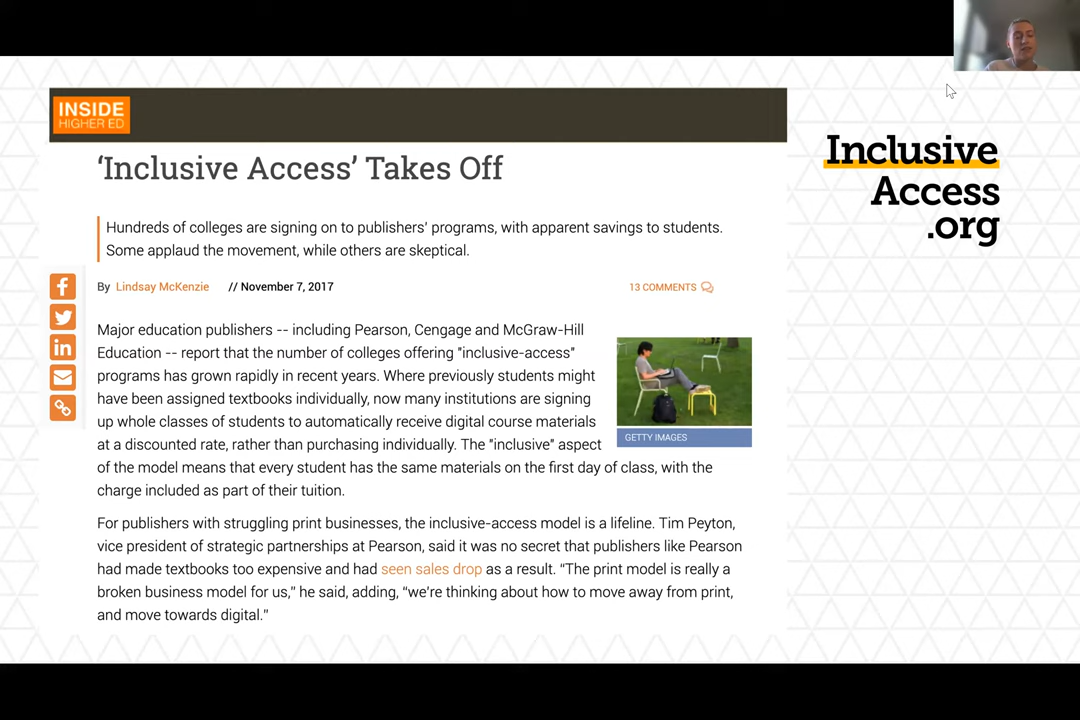 INSIDE
HIGHER ED
'Inclusive Access' Takes Off
Hundreds of colleges are signing on to publishers' programs, with apparent savings to students.
Some applaud the movement, while others are skeptical.
By Lindsay McKenzie // November 7, 2017
13 COMMENTS
Major education publishers -- including Pearson, Cengage and McGraw-Hill
Education -- report that the number of colleges offering "inclusive-access"
programs has grown rapidly in recent years. Where previously students might
have been assigned textbooks individually, now many institutions are signing
up whole classes of students to automatically receive digital course materials
at a discounted rate, rather than purchasing individually. The "inclusive" aspect
of the model means that every student has the same materials on the first day of class, with the
charge included as part of their tuition.
GETTY IMAGES
For publishers with struggling print businesses, the inclusive-access model is a lifeline. Tim Peyton,
vice president of strategic partnerships at Pearson, said it was no secret that publishers like Pearson
had made textbooks too expensive and had seen sales drop as a result. “The print model is really a
broken business model for us,” he said, adding, “we're thinking about how to move away from print,
and move towards digital.”
Inclusive
Access
.org